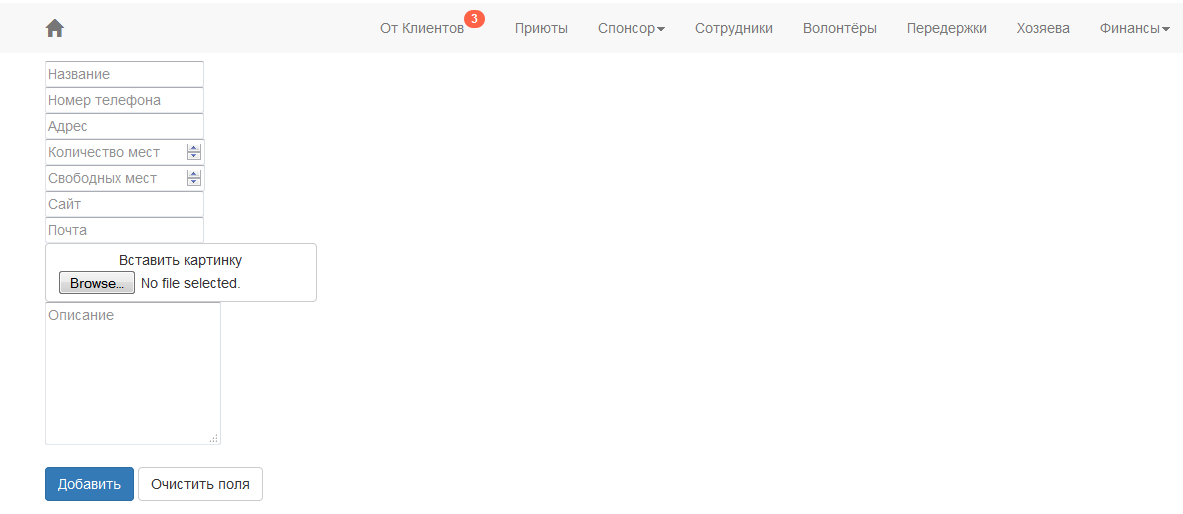 От Клиентов 3 Приюты Спонсор Сотрудники Волонтёры Передержки Хозяева Финансы
Название
Номер телефона
Адрес
Количество мест
Свободных мест
Сайт
Почта
Вставить картинку
Browse... No file selected.
Описание
Добавить Очистить поля